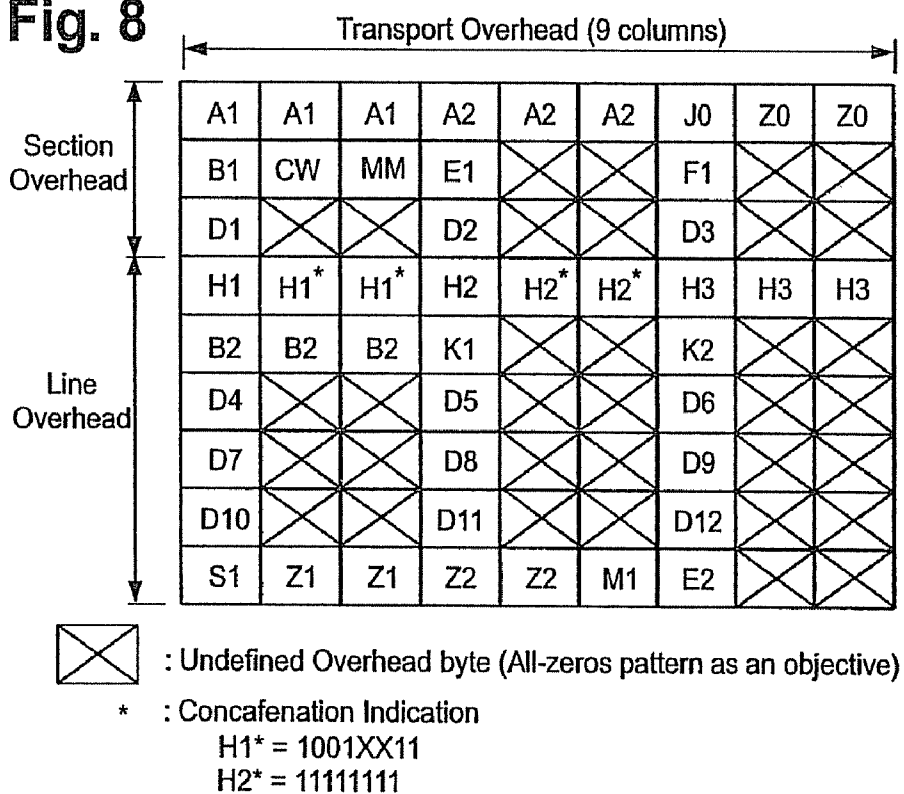 Fig. 8
Transport Overhead (9 columns)
Section
Overhead
A1 A1 A1 A2 A2 A2 J0 Z0 Z0
B1 CW MM E1 F1
D1 D2 D3
Line
Overhead
H1 H1* H1* H2 H2* H2* H3 H3 H3
B2 B2 B2 K1 K2
D4 D5 D6
D7 D8 D9
D10 D11 D12
S1 Z1 Z1 Z2 Z2 M1 E2
: Undefined Overhead byte (All-zeros pattern as an objective)
* : Concafenation Indication
H1* = 1001XX11
H2* = 11111111